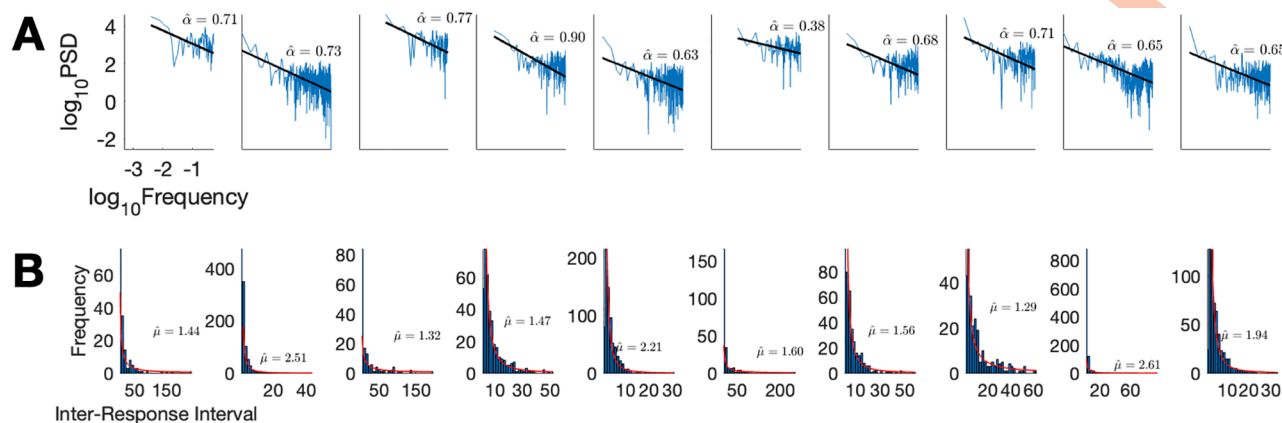 A
log10PSD
4
2
0
-2
-3 -2 -1
log10Frequency
α̂ = 0.71
α̂ = 0.73
α̂ = 0.77
α̂ = 0.90
α̂ = 0.63
α̂ = 0.38
α̂ = 0.68
α̂ = 0.71
α̂ = 0.65
α̂ = 0.65
B
Frequency
60
40
20
0
50 150
μ̂ = 1.44
Inter-Response Interval
400
200
0
20 40
μ̂ = 2.51
80
60
40
20
0
50 150
μ̂ = 1.32
60
40
20
0
10 30 50
μ̂ = 1.47
200
100
0
10 20 30
μ̂ = 2.21
150
100
50
0
50 200
μ̂ = 1.60
80
60
40
20
0
10 30 50
μ̂ = 1.56
40
20
0
20 40 60
μ̂ = 1.29
800
600
400
200
0
20 60
μ̂ = 2.61
100
50
0
10 20 30
μ̂ = 1.94